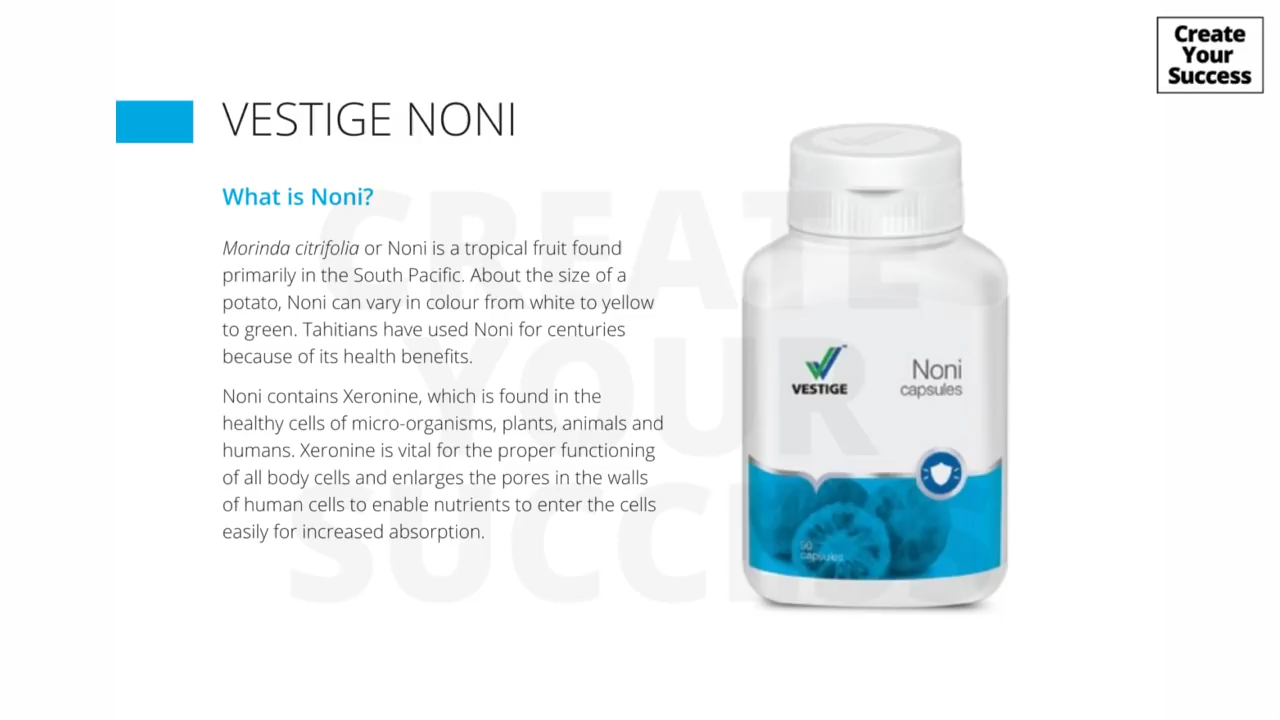 Create
Your
Success
VESTIGE NONI
What is Noni?
Morinda citrifolia or Noni is a tropical fruit found
primarily in the South Pacific. About the size of a
potato, Noni can vary in colour from white to yellow
to green. Tahitians have used Noni for centuries
because of its health benefits.
Noni contains Xeronine, which is found in the
healthy cells of micro-organisms, plants, animals and
humans. Xeronine is vital for the proper functioning
of all body cells and enlarges the pores in the walls
of human cells to enable nutrients to enter the cells
easily for increased absorption.
VESTIGE
Noni
capsules
90
capsules
CREATE
YOUR
SUCCESS